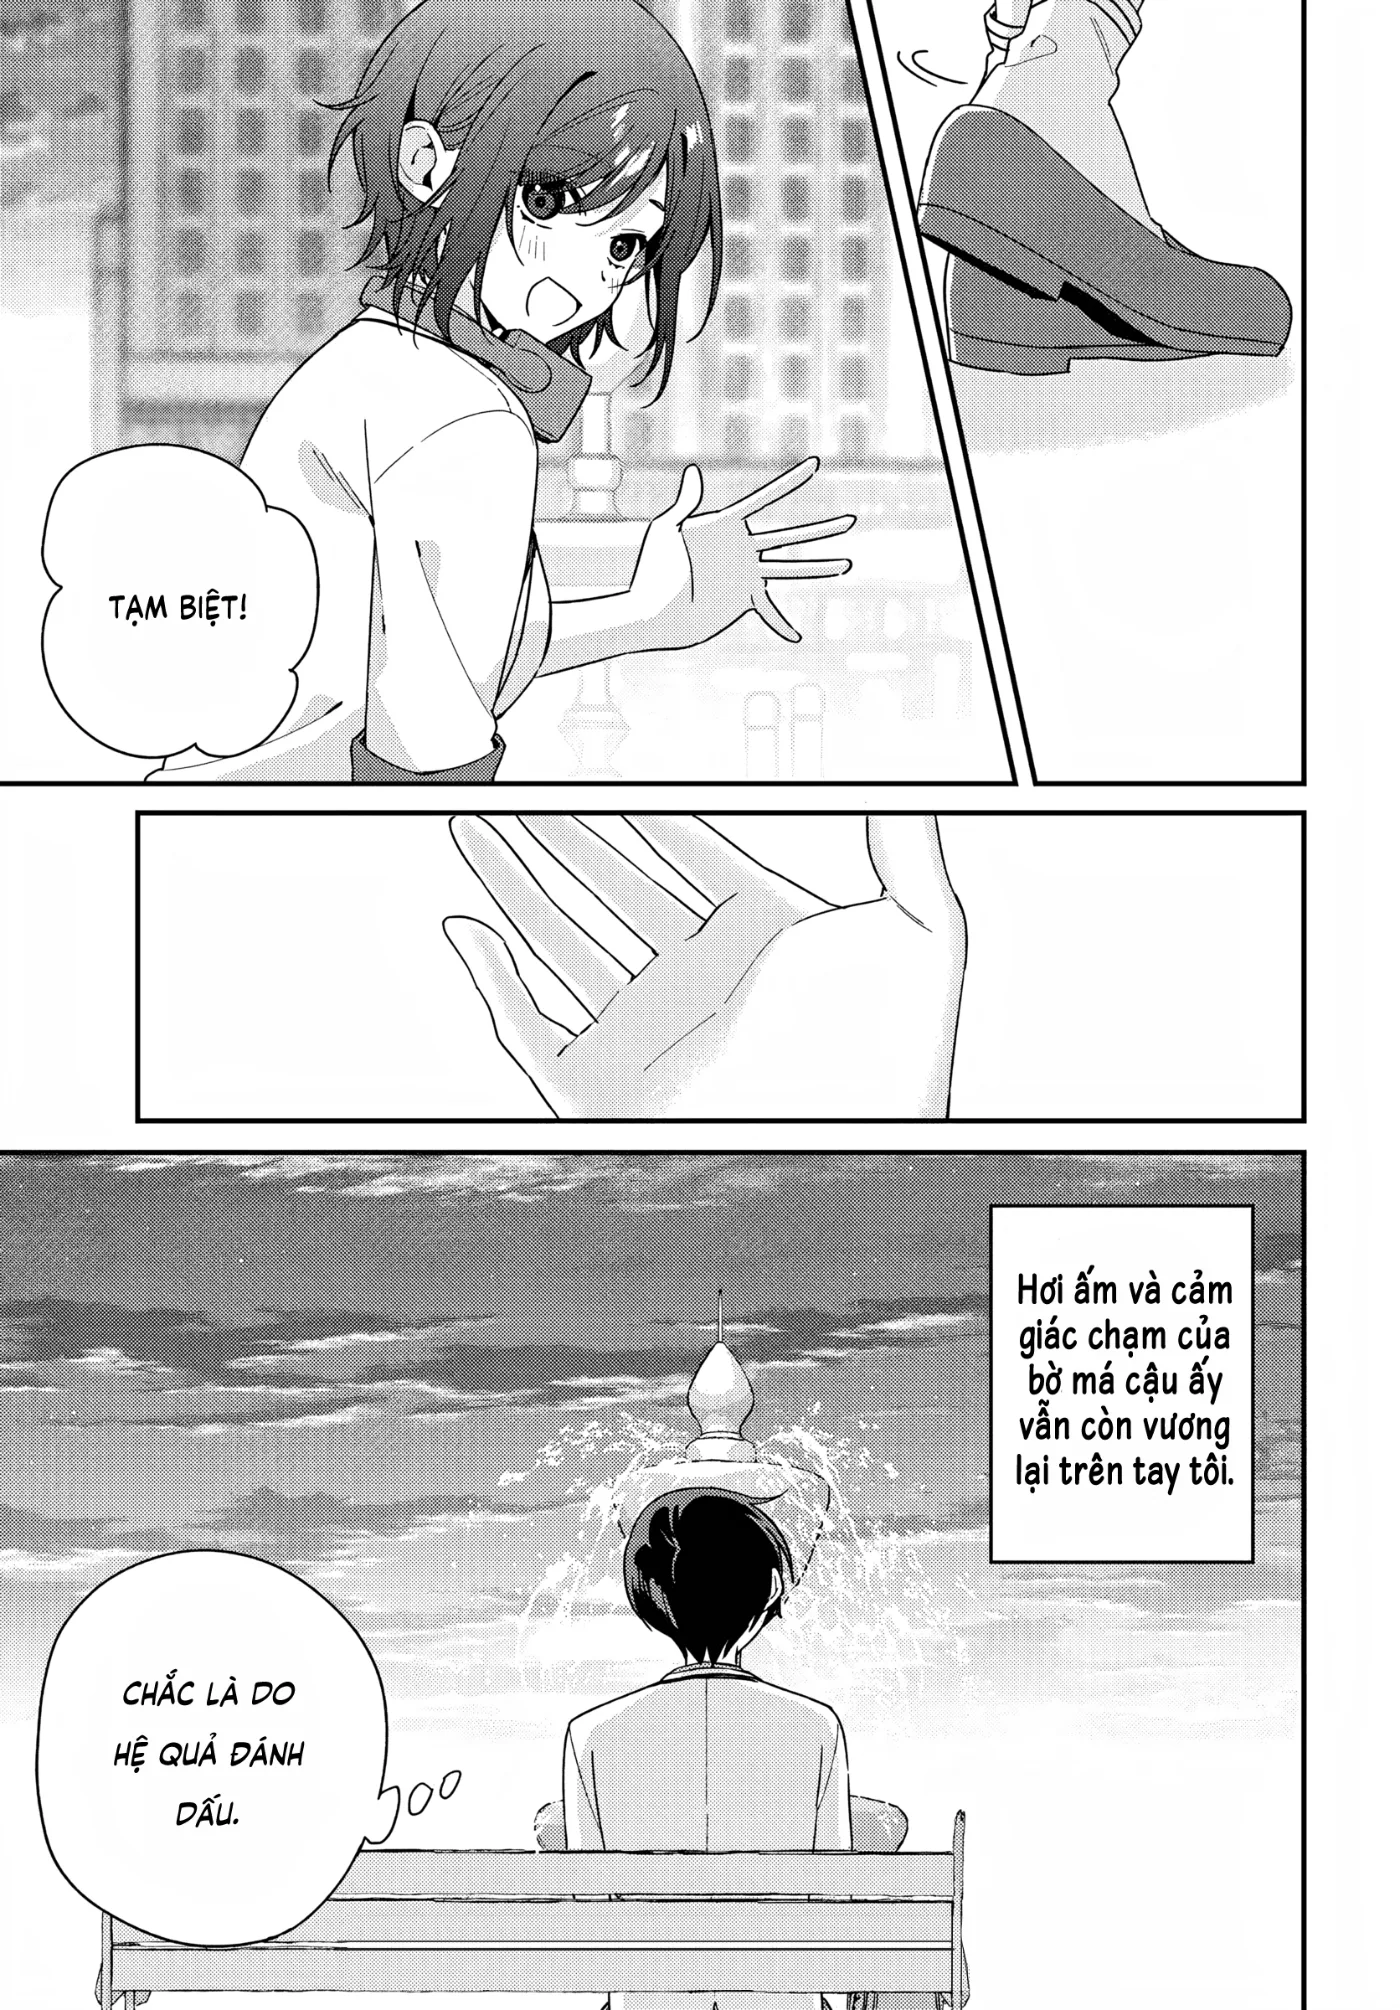 TẠM BIỆT!
Hơi ấm và cảm
giác chạm của
bờ má cậu ấy
vẫn còn vương
lại trên tay tôi.
CHẮC LÀ DO
HỆ QUẢ ĐÁNH
DẤU.